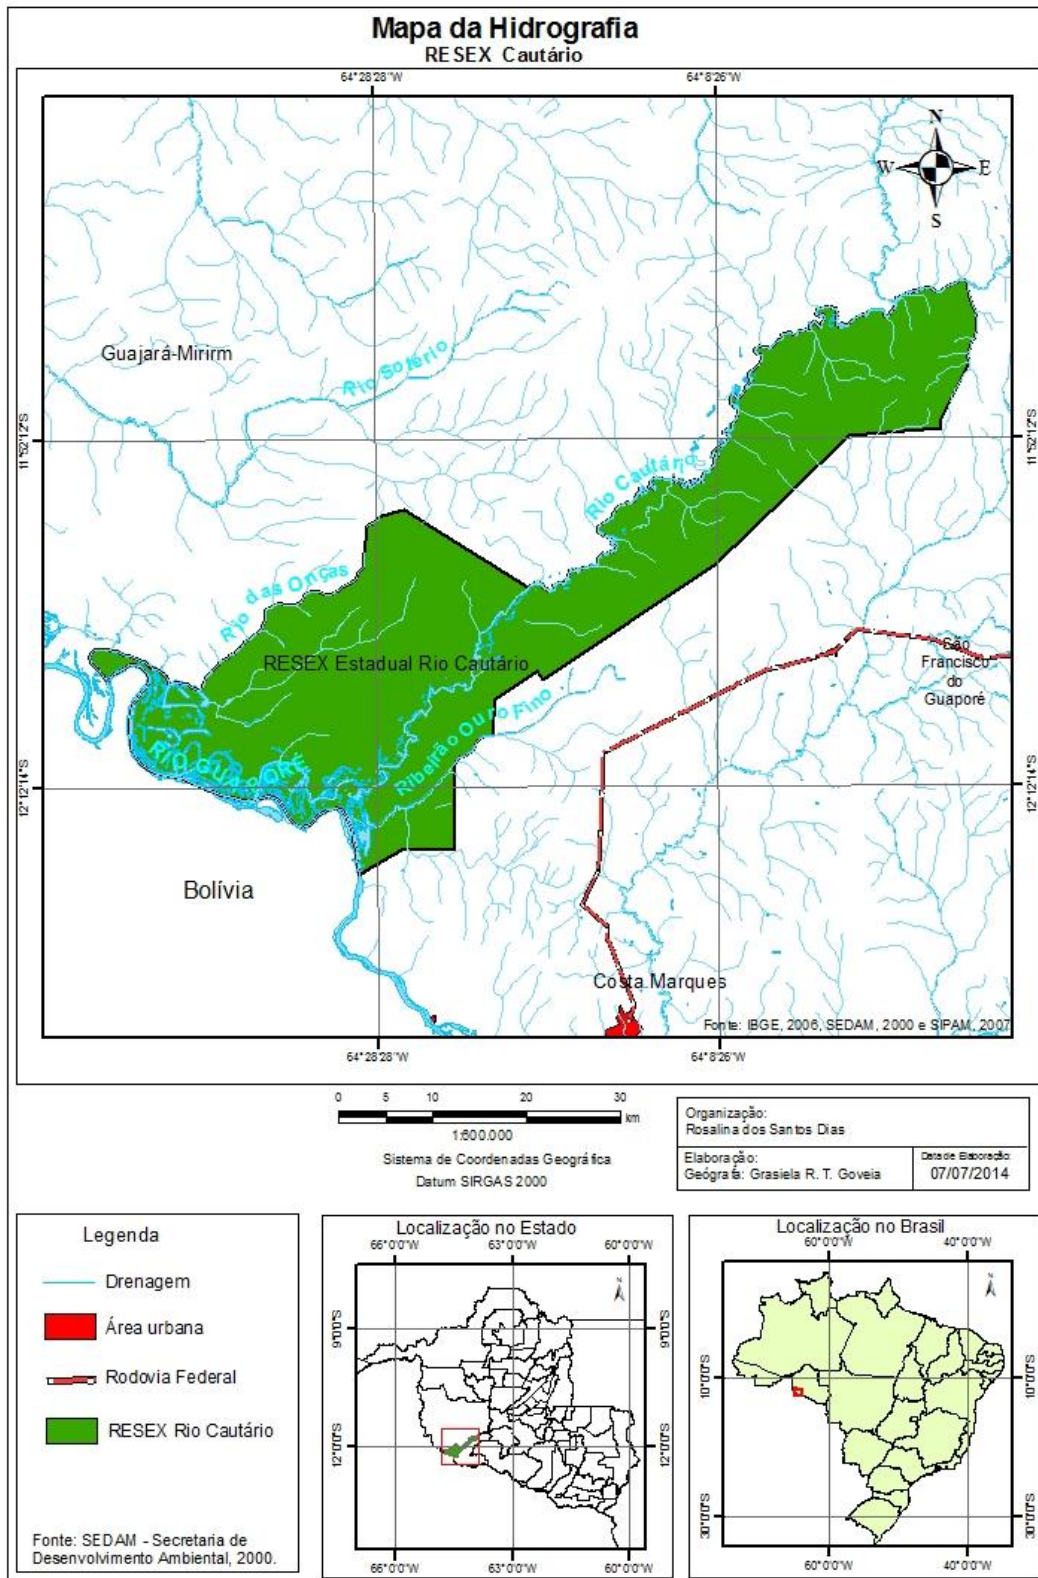 Mapa da Hidrografia
RESEX Cautário
64°28'28"W
64°8'26"W
N
W
E
S
Guajará-Mirirm
Rio Sotério
11°52'12"S
11°52'12"S
Rio Cautário
Rio das Onças
RESEX Estadual Rio Cautário
São
Francisco
do
Guaporé
Ribeirão Ouro Fino
RIO GUAPORÉ
12°12'14"S
12°12'14"S
Bolívia
Costa Marques
Fonte: IBGE, 2006, SEDAM, 2000 e SIPAM, 2007
64°28'28"W
64°8'26"W
0 5 10 20 30
km
1:600.000
Sistema de Coordenadas Geográfica
Datum SIRGAS 2000
Organização:
Rosalina dos Santos Dias
Elaboração:
Geógrafa: Grasiela R. T. Goveia
Data de Elaboração:
07/07/2014
Legenda
Drenagem
Área urbana
Rodovia Federal
RESEX Rio Cautário
Fonte: SEDAM - Secretaria de
Desenvolvimento Ambiental, 2000.
Localização no Estado
66°0'0"W
63°0'0"W
60°0'0"W
N
9°0'0"S
9°0'0"S
12°0'0"S
12°0'0"S
66°0'0"W
63°0'0"W
60°0'0"W
Localização no Brasil
60°0'0"W
40°0'0"W
N
10°0'0"S
10°0'0"S
30°0'0"S
30°0'0"S
60°0'0"W
40°0'0"W